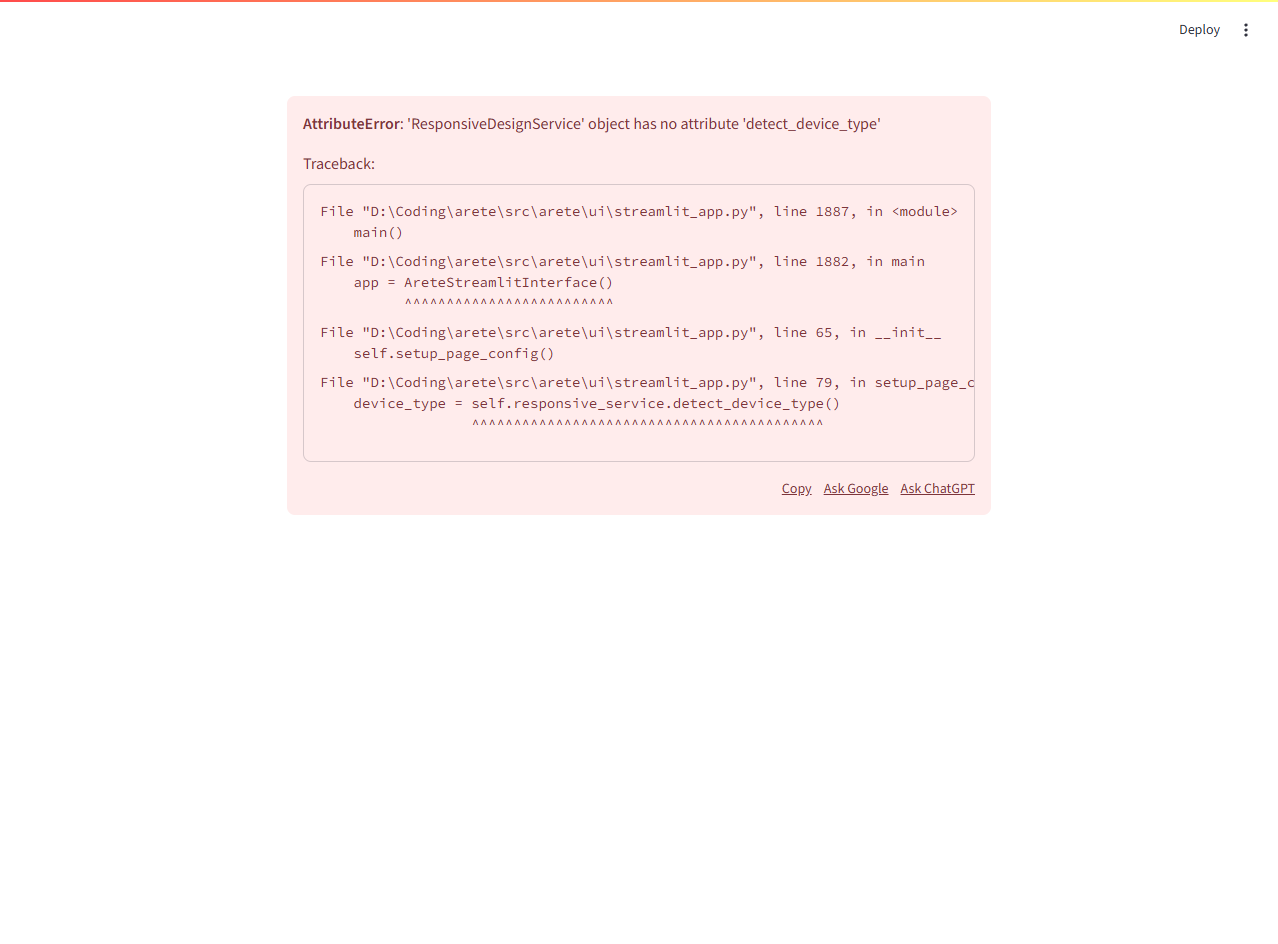 Deploy
AttributeError: 'ResponsiveDesignService' object has no attribute 'detect_device_type'
Traceback:
File "D:\Coding\arete\src\arete\ui\streamlit_app.py", line 1887, in <module>
    main()
File "D:\Coding\arete\src\arete\ui\streamlit_app.py", line 1882, in main
    app = AreteStreamlitInterface()
          ^^^^^^^^^^^^^^^^^^^^^^^^^
File "D:\Coding\arete\src\arete\ui\streamlit_app.py", line 65, in __init__
    self.setup_page_config()
File "D:\Coding\arete\src\arete\ui\streamlit_app.py", line 79, in setup_page_c
    device_type = self.responsive_service.detect_device_type()
                  ^^^^^^^^^^^^^^^^^^^^^^^^^^^^^^^^^^^^^^^^^^
Copy Ask Google Ask ChatGPT